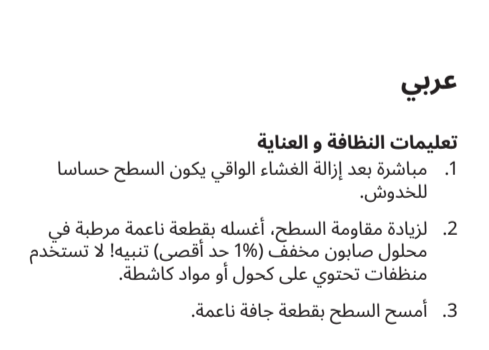 عربي
تعليمات النظافة و العناية
1. مباشرة بعد إزالة الغشاء الواقي يكون السطح حساسا
للخدوش.
2. لزيادة مقاومة السطح، أغسله بقطعة ناعمة مرطبة في
محلول صابون مخفف (1% حد أقصى) تنبيه! لا تستخدم
منظفات تحتوي على كحول أو مواد كاشطة.
3. أمسح السطح بقطعة جافة ناعمة.